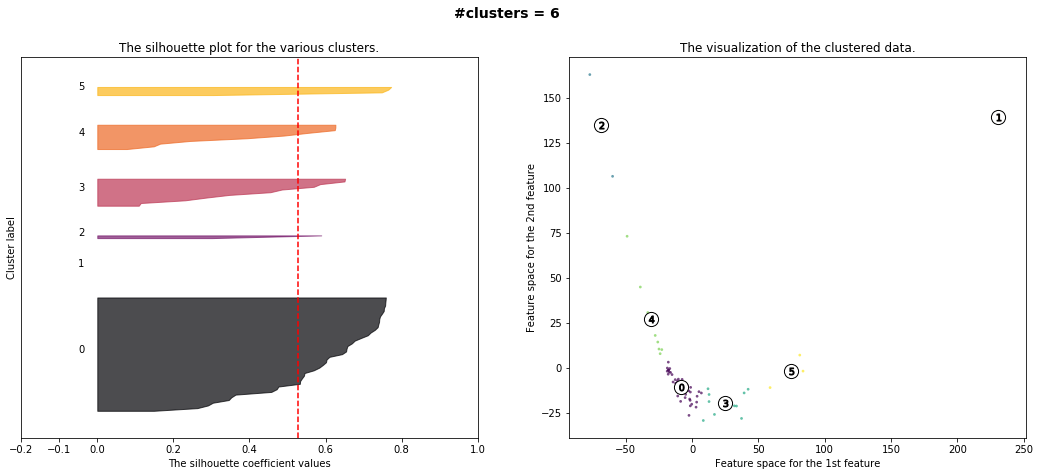 #clusters = 6
The silhouette plot for the various clusters.
Cluster label
5
4
3
2
1
0
−0.2 −0.1 0.0 0.2 0.4 0.6 0.8 1.0
The silhouette coefficient values
The visualization of the clustered data.
Feature space for the 2nd feature
150
125
100
75
50
25
0
−25
2
1
4
5
0
3
−50 0 50 100 150 200 250
Feature space for the 1st feature